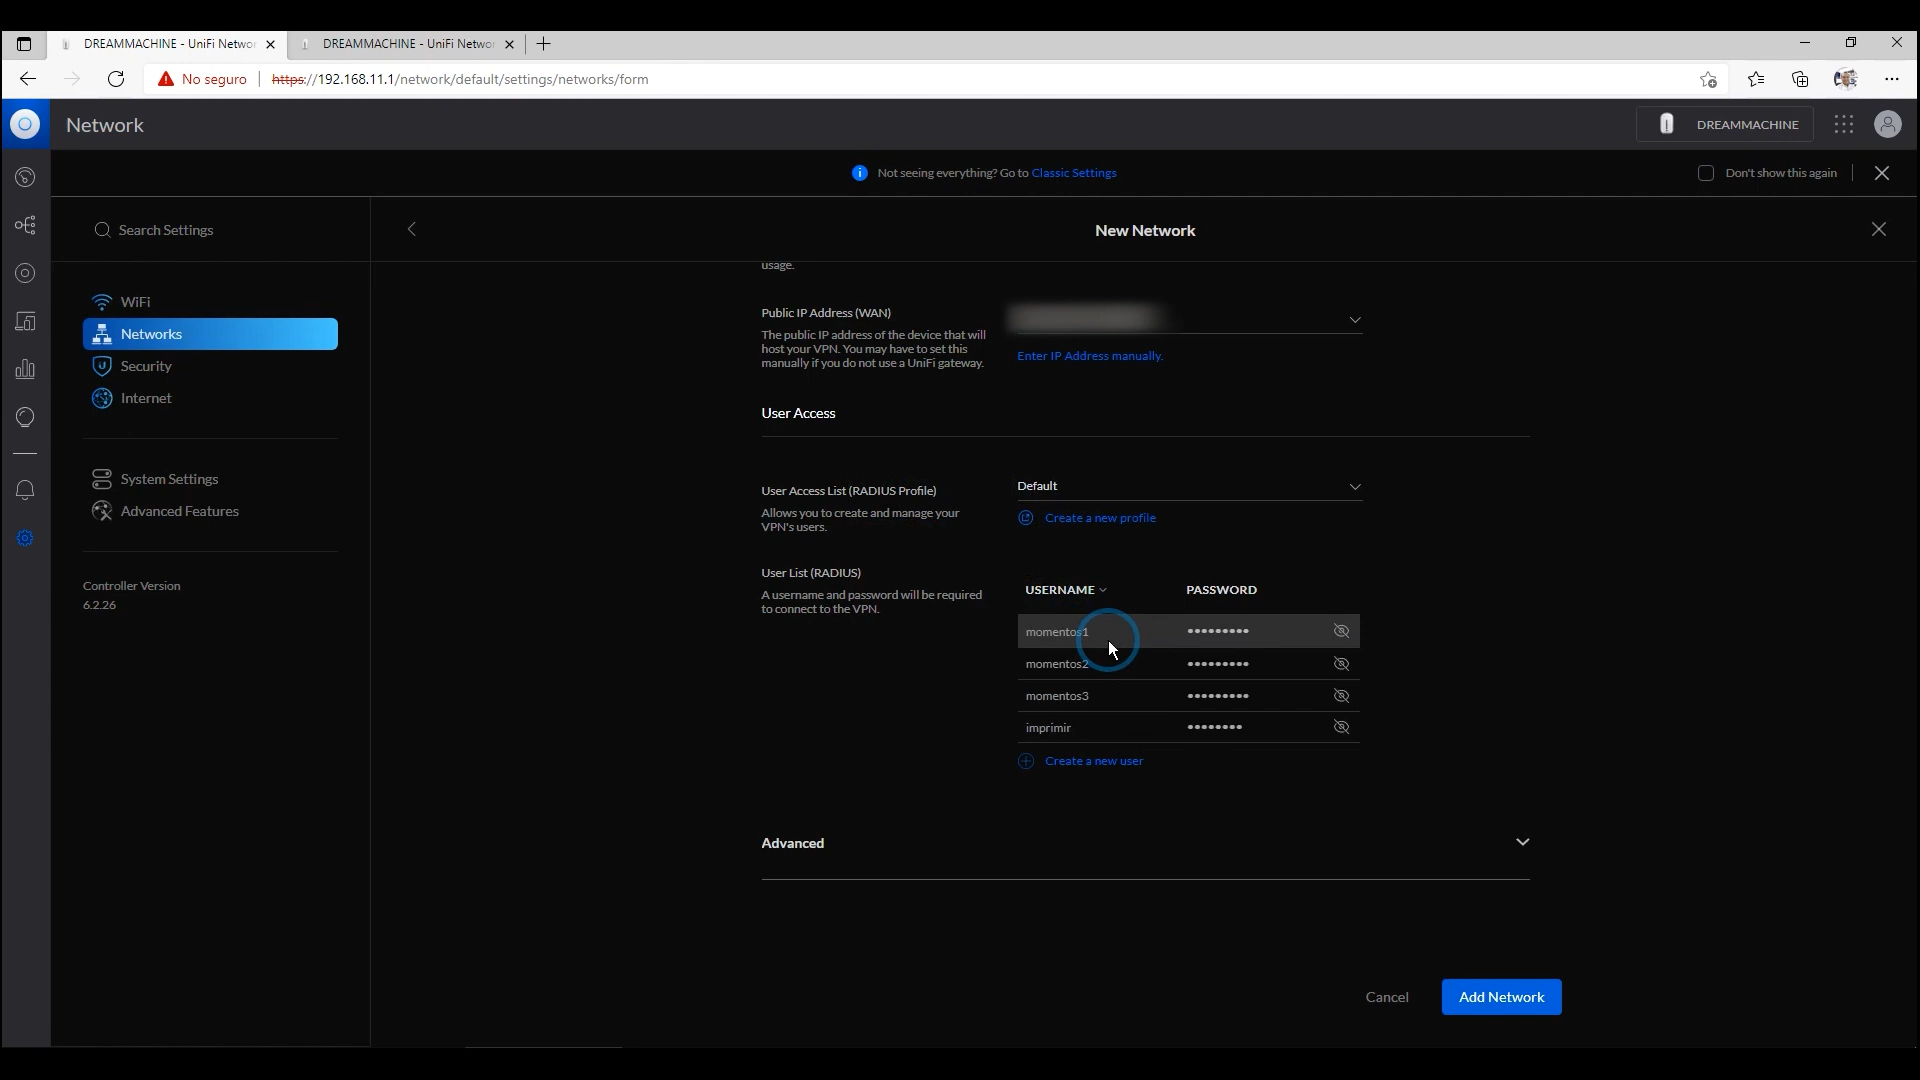 DREAMMACHINE - UniFi Networ
DREAMMACHINE - UniFi Networ
No seguro
https://192.168.11.1/network/default/settings/networks/form
Network
DREAMMACHINE
Not seeing everything? Go to Classic Settings
Don't show this again
Search Settings
New Network
WiFi
Networks
Security
Internet
System Settings
Advanced Features
Controller Version
6.2.26
usage.
Public IP Address (WAN)
The public IP address of the device that will
host your VPN. You may have to set this
manually if you do not use a UniFi gateway.
Enter IP Address manually.
User Access
User Access List (RADIUS Profile)
Allows you to create and manage your
VPN's users.
Default
Create a new profile
User List (RADIUS)
A username and password will be required
to connect to the VPN.
USERNAME PASSWORD
momentos1 •••••••••
momentos2 •••••••••
momentos3 •••••••••
imprimir ••••••••
Create a new user
Advanced
Cancel
Add Network